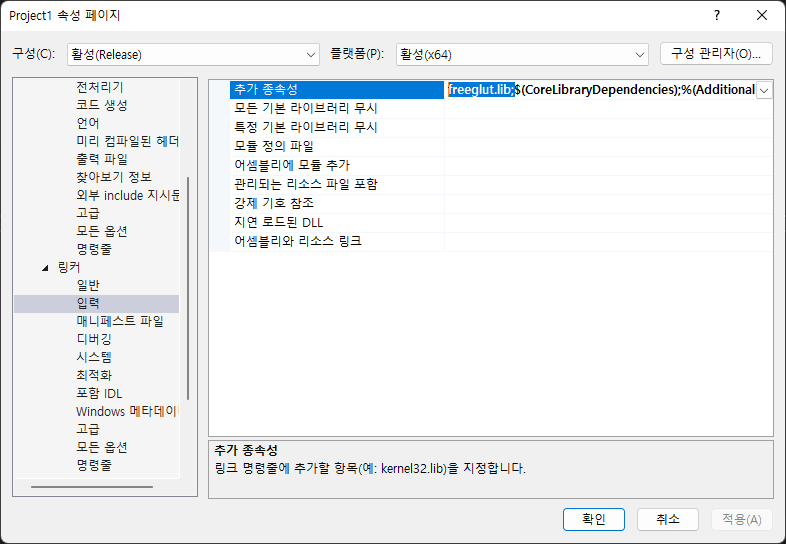 Project1 속성 페이지
구성(C): 활성(Release) 플랫폼(P): 활성(x64) 구성 관리자(O)...
전처리기
코드 생성
언어
미리 컴파일된 헤더
출력 파일
찾아보기 정보
외부 include 지시문
고급
모든 옵션
명령줄
링커
일반
입력
매니페스트 파일
디버깅
시스템
최적화
포함 IDL
Windows 메타데이터
고급
모든 옵션
명령줄
추가 종속성 freeglut.lib;$(CoreLibraryDependencies);%(Additional
모든 기본 라이브러리 무시
특정 기본 라이브러리 무시
모듈 정의 파일
어셈블리에 모듈 추가
관리되는 리소스 파일 포함
강제 기호 참조
지연 로드된 DLL
어셈블리와 리소스 링크
추가 종속성
링크 명령줄에 추가할 항목(예: kernel32.lib)을 지정합니다.
확인 취소 적용(A)